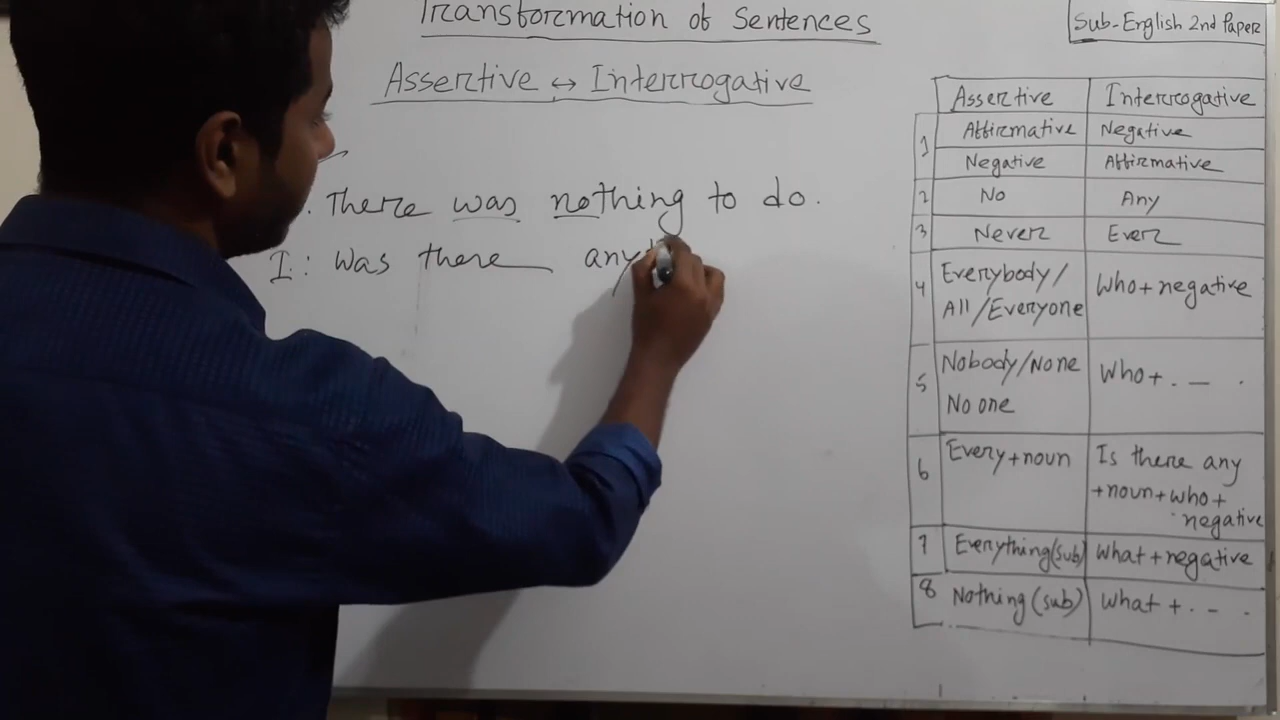 Transformation of Sentences
Sub-English 2nd Paper
Assertive ↔ Interrogative
. There was nothing to do.
I : Was there any
Assertive Interrogative
1 Affirmative Negative
Negative Affirmative
2 No Any
3 Never Ever
4 Everybody/ Who+negative
All/Everyone
5 Nobody/None Who+ . — .
No one
6 Every+noun Is there any
+noun+who+
negative
7 Everything(sub) What+negative
8 Nothing(sub) What + . – .